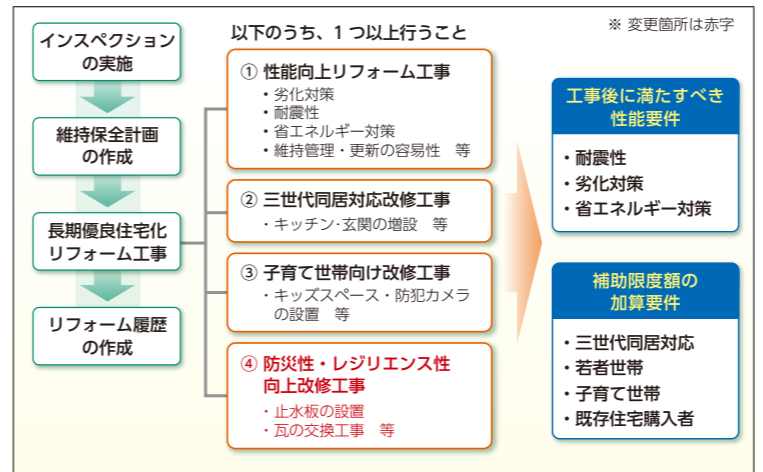 ※ 変更箇所は赤字
インスペクション
の実施
維持保全計画
の作成
長期優良住宅化
リフォーム工事
リフォーム履歴
の作成
以下のうち、1 つ以上行うこと
① 性能向上リフォーム工事
・劣化対策
・耐震性
・省エネルギー対策
・維持管理・更新の容易性 等
② 三世代同居対応改修工事
・キッチン・玄関の増設 等
③ 子育て世帯向け改修工事
・キッズスペース・防犯カメラ
の設置 等
④ 防災性・レジリエンス性
向上改修工事
・止水板の設置
・瓦の交換工事 等
工事後に満たすべき
性能要件
・耐震性
・劣化対策
・省エネルギー対策
補助限度額の
加算要件
・三世代同居対応
・若者世帯
・子育て世帯
・既存住宅購入者